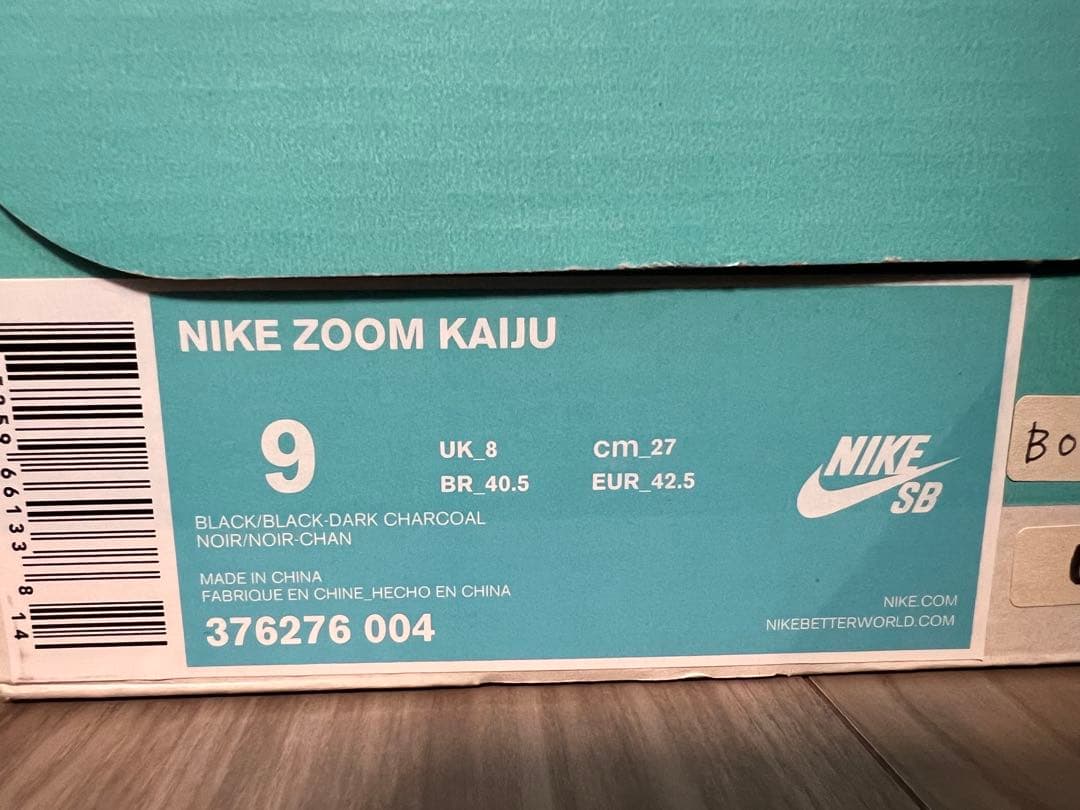 NIKE ZOOM KAIJU
9
UK_8 cm_27
BR_40.5 EUR_42.5
NIKE
SB
BLACK/BLACK-DARK CHARCOAL
NOIR/NOIR-CHAN
MADE IN CHINA
FABRIQUE EN CHINE_HECHO EN CHINA
376276 004
NIKE.COM
NIKEBETTERWORLD.COM
BO